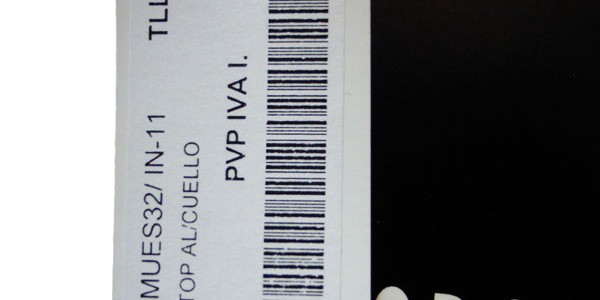 MUES32/ IN-11
TOP AL/CUELLO
PVP IVA I.